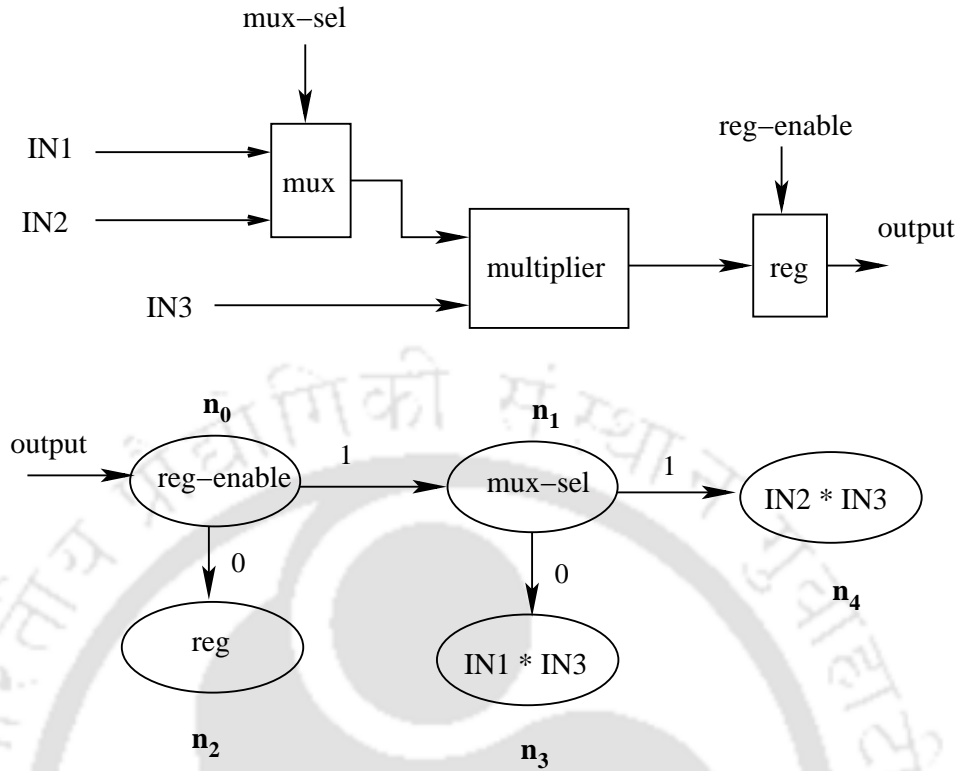 mux−sel
IN1
IN2
mux
reg−enable
output
multiplier
reg
IN3
n0
n1
output
reg−enable
1
mux−sel
1
IN2 * IN3
0
0
n4
reg
IN1 * IN3
n2
n3